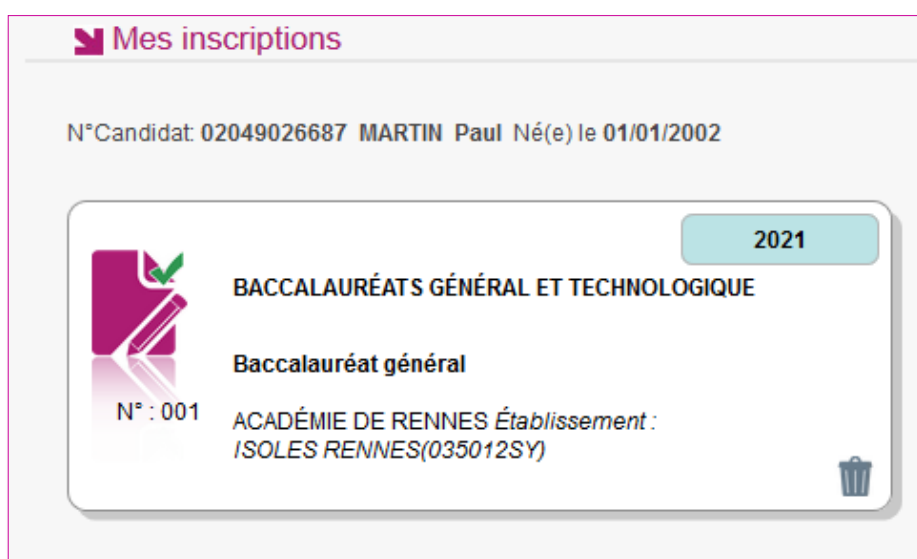 Mes inscriptions
N°Candidat: 02049026687 MARTIN Paul Né(e) le 01/01/2002
2021
BACCALAURÉATS GÉNÉRAL ET TECHNOLOGIQUE
Baccalauréat général
N° : 001
ACADÉMIE DE RENNES Établissement :
ISOLES RENNES(035012SY)